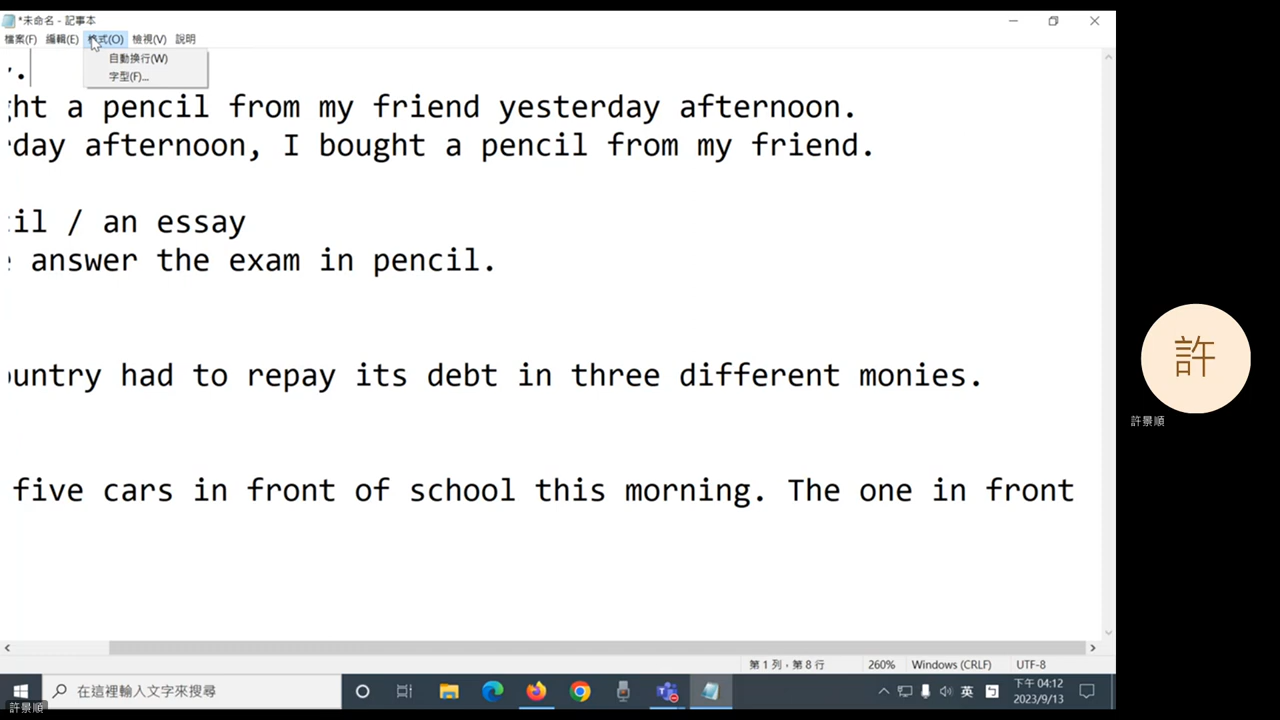 *未命名 - 記事本
檔案(F) 編輯(E) 格式(O) 檢視(V) 說明
自動換行(W)
字型(F)...
.
ght a pencil from my friend yesterday afternoon.
rday afternoon, I bought a pencil from my friend.
cil / an essay
e answer the exam in pencil.
ountry had to repay its debt in three different monies.
five cars in front of school this morning. The one in front
許
許景順
第 1 列，第 8 行 260% Windows (CRLF) UTF-8
在這裡輸入文字來搜尋
英
下午 04:12
2023/9/13
許景順